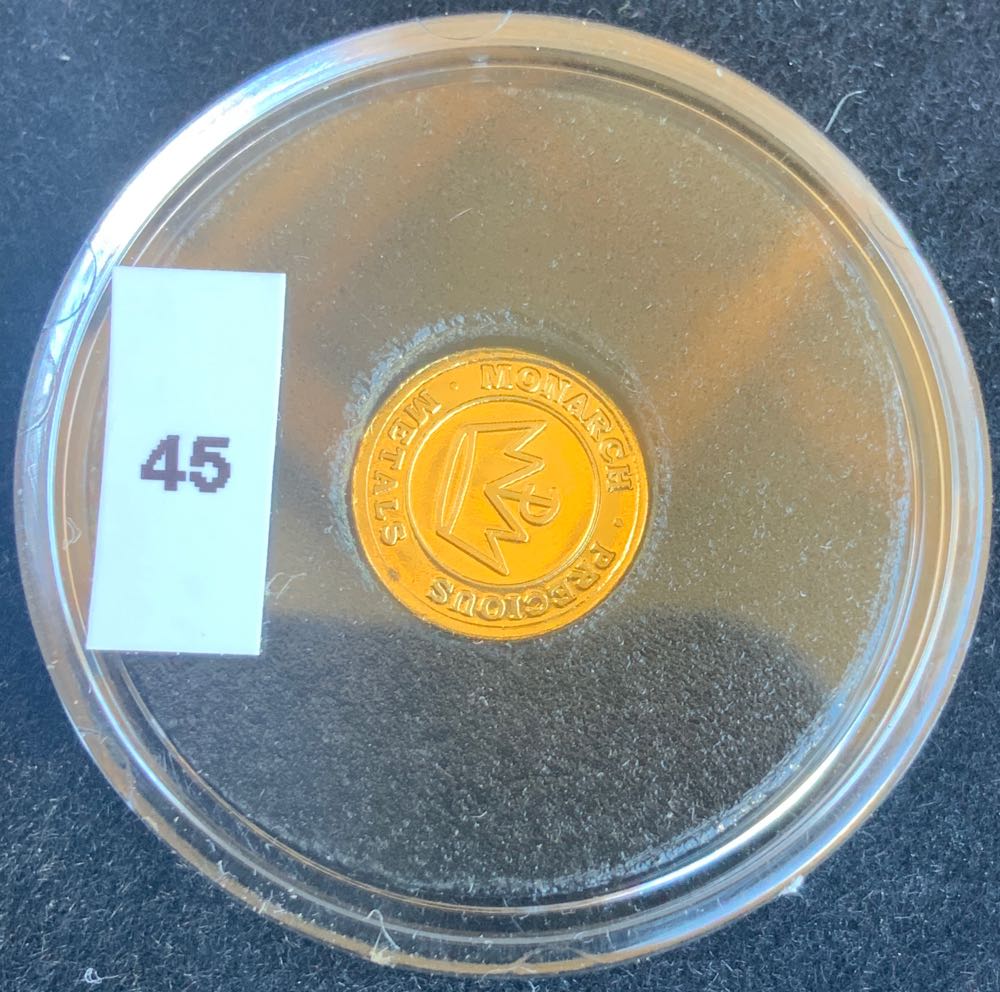 45
MONARCH · PRECIOUS METALS ·
MPM